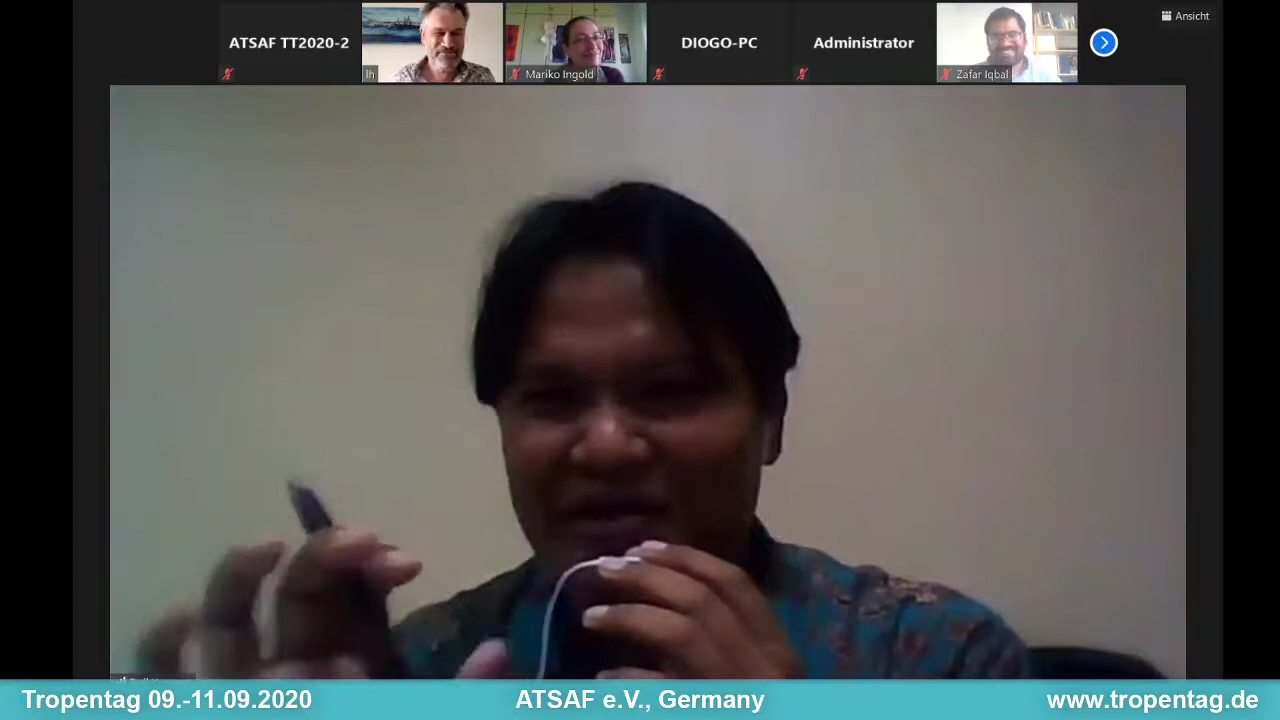 ATSAF TT2020-2
lh
Mariko Ingold
DIOGO-PC
Administrator
Zafar Iqbal
Ansicht
Tropentag 09.-11.09.2020
ATSAF e.V., Germany
www.tropentag.de